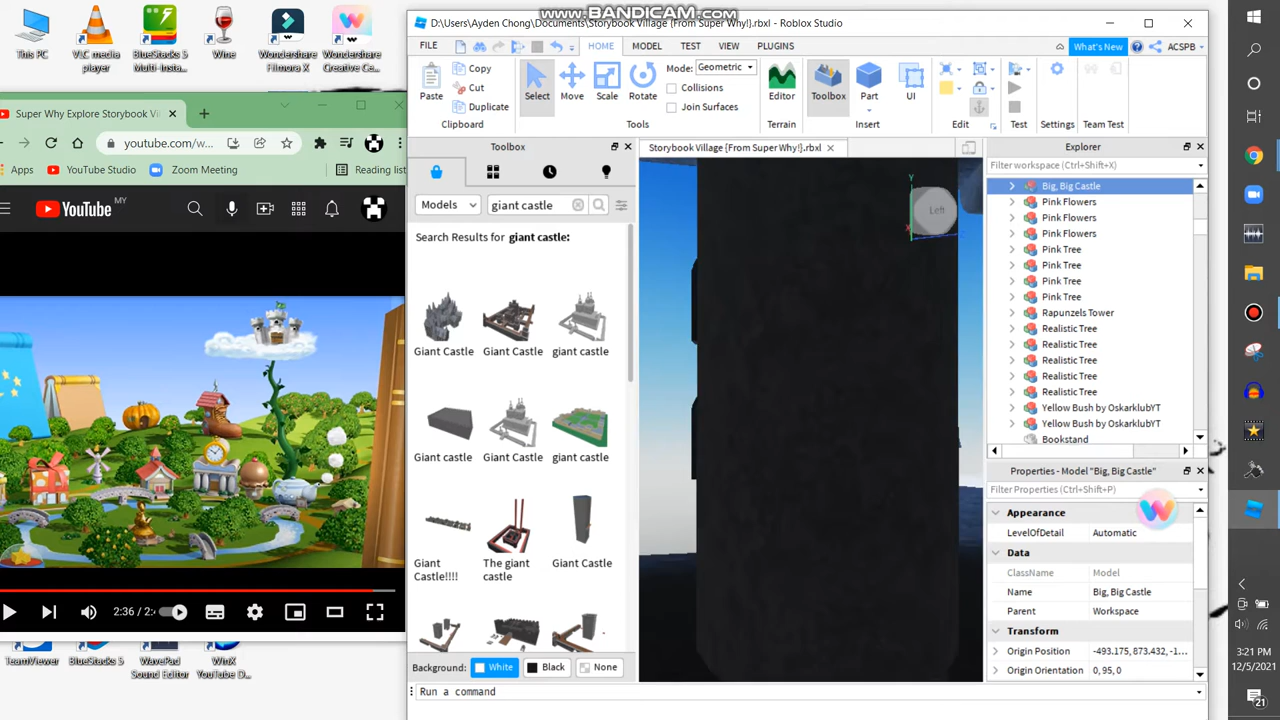 This PC
VLC media player
BlueStacks 5 Multi-Insta...
Wine
Wondershare Filmora X
Wondershare Creative Ce...
www.BANDICAM.com
D:\Users\Ayden Chong\Documents\Storybook Village {From Super Why!}.rbxl - Roblox Studio
FILE HOME MODEL TEST VIEW PLUGINS
What's New ACSPB
Paste Copy Cut Duplicate
Clipboard
Select Move Scale Rotate
Mode: Geometric
Collisions
Join Surfaces
Tools
Editor
Terrain
Toolbox Part UI
Insert
Edit
Test
Settings
Team Test
Super Why Explore Storybook Vi
youtube.com/w...
Apps YouTube Studio Zoom Meeting Reading list
YouTube MY
2:36 / 2:
TeamViewer
BlueStacks 5
WavePad Sound Editor
WinX YouTube D...
Toolbox
Models giant castle
Search Results for giant castle:
Giant Castle Giant Castle giant castle
Giant castle Giant Castle giant castle
Giant Castle!!!! The giant castle Giant Castle
Background: White Black None
Run a command
Storybook Village {From Super Why!}.rbxl
Y
X
Left
Explorer
Filter workspace (Ctrl+Shift+X)
Big, Big Castle
Pink Flowers
Pink Flowers
Pink Flowers
Pink Tree
Pink Tree
Pink Tree
Pink Tree
Rapunzels Tower
Realistic Tree
Realistic Tree
Realistic Tree
Realistic Tree
Realistic Tree
Yellow Bush by OskarklubYT
Yellow Bush by OskarklubYT
Bookstand
Properties - Model "Big, Big Castle"
Filter Properties (Ctrl+Shift+P)
Appearance
LevelOfDetail Automatic
Data
ClassName Model
Name Big, Big Castle
Parent Workspace
Transform
Origin Position -493.175, 873.432, -1...
Origin Orientation 0, 95, 0
3:21 PM
12/5/2021
21